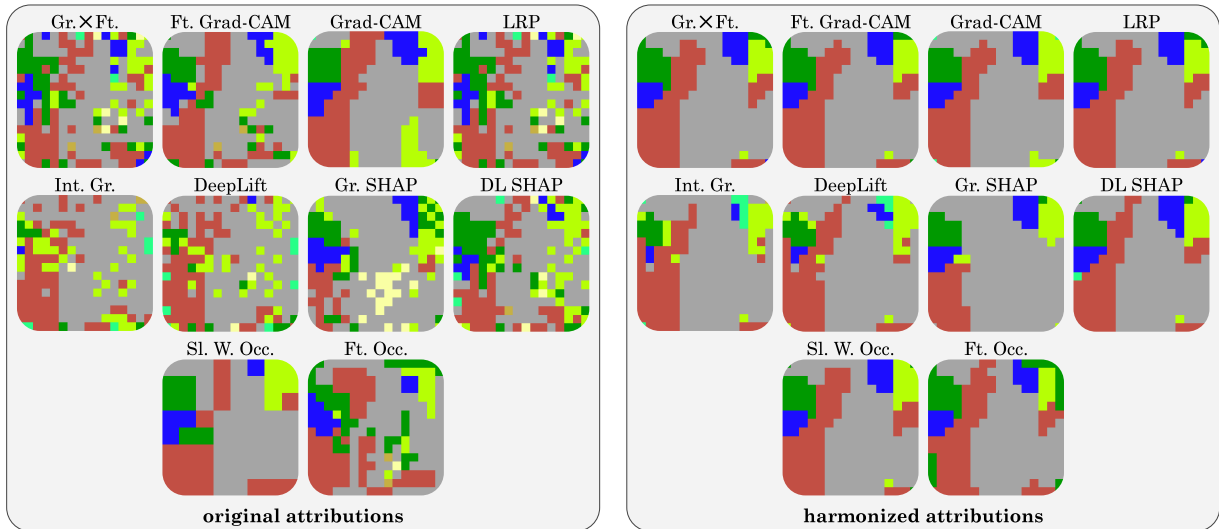 Gr.×Ft.
Ft. Grad-CAM
Grad-CAM
LRP
Int. Gr.
DeepLift
Gr. SHAP
DL SHAP
Sl. W. Occ.
Ft. Occ.
original attributions
Gr.×Ft.
Ft. Grad-CAM
Grad-CAM
LRP
Int. Gr.
DeepLift
Gr. SHAP
DL SHAP
Sl. W. Occ.
Ft. Occ.
harmonized attributions